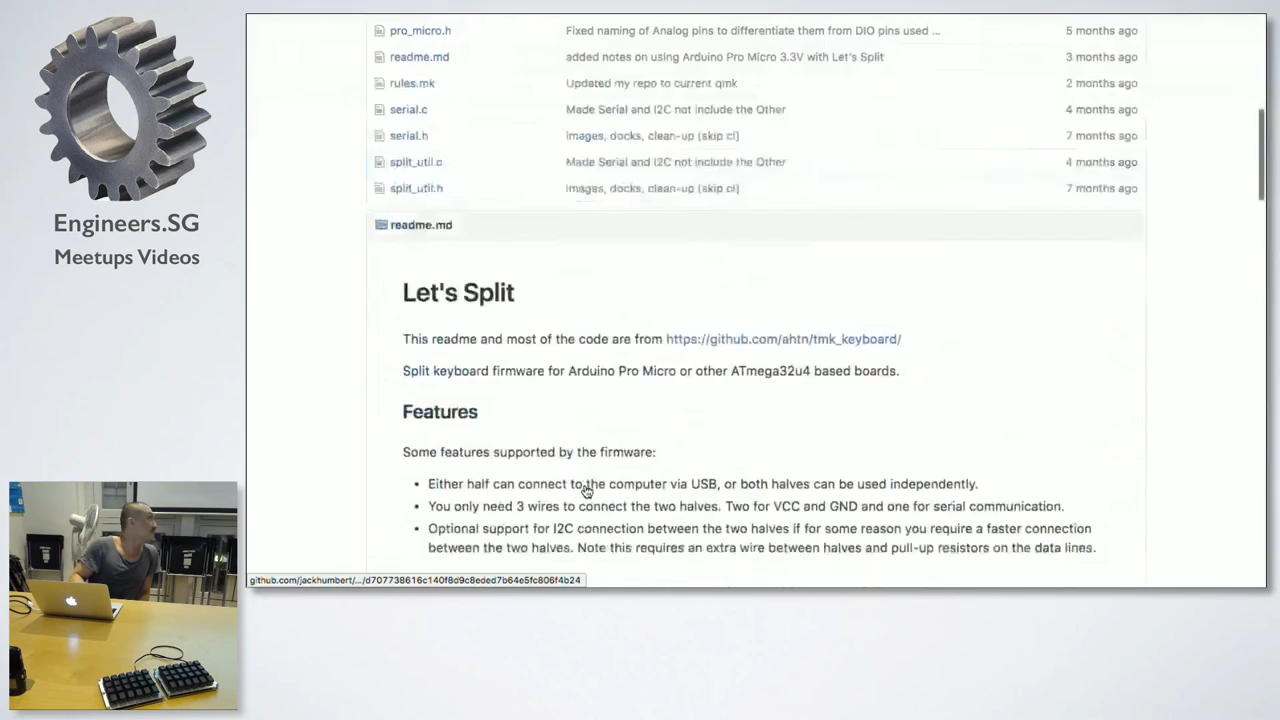 Engineers.SG
Meetups Videos
pro_micro.h Fixed naming of Analog pins to differentiate them from DIO pins used ... 5 months ago
readme.md added notes on using Arduino Pro Micro 3.3V with Let's Split 3 months ago
rules.mk Updated my repo to current qmk 2 months ago
serial.c Made Serial and I2C not include the Other 4 months ago
serial.h Images, docks, clean-up (skip ci) 7 months ago
split_util.c Made Serial and I2C not include the Other 4 months ago
split_util.h Images, docks, clean-up (skip ci) 7 months ago
readme.md
Let's Split
This readme and most of the code are from https://github.com/ahtn/tmk_keyboard/
Split keyboard firmware for Arduino Pro Micro or other ATmega32u4 based boards.
Features
Some features supported by the firmware:
• Either half can connect to the computer via USB, or both halves can be used independently.
• You only need 3 wires to connect the two halves. Two for VCC and GND and one for serial communication.
• Optional support for I2C connection between the two halves if for some reason you require a faster connection
between the two halves. Note this requires an extra wire between halves and pull-up resistors on the data lines.
github.com/jackhumbert/.../d707738616c140f8d9c8eded7b64e5fc806f4b24